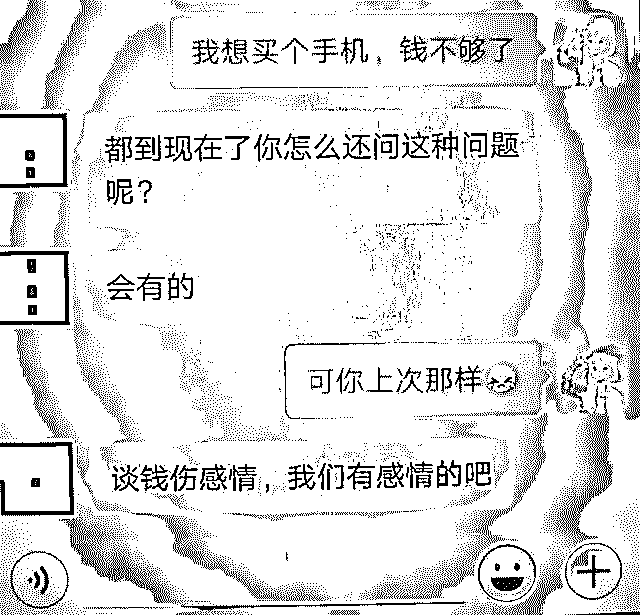 我想买个手机，钱不够了
都到现在了你怎么还问这种问题
呢？
会有的
可你上次那样
谈钱伤感情，我们有感情的吧